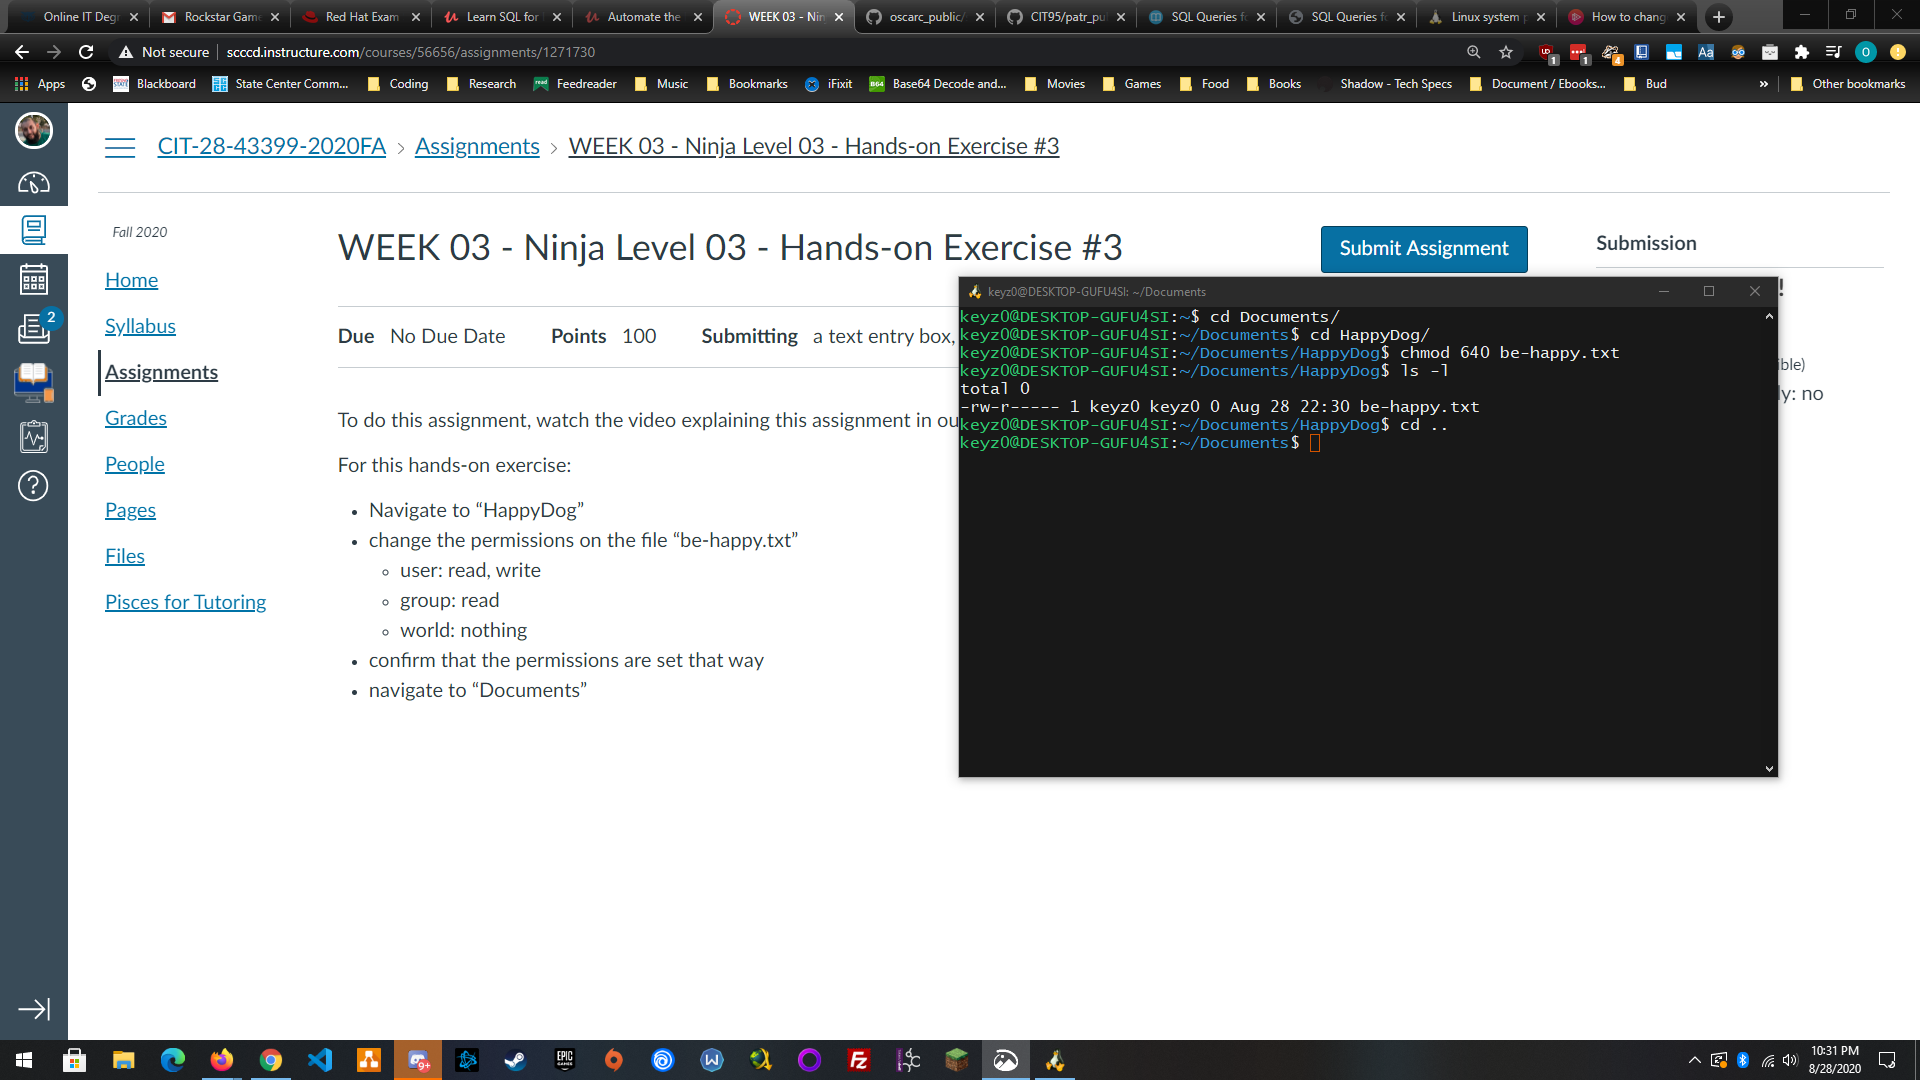 Online IT Degr
Rockstar Game
Red Hat Exam
Learn SQL for
Automate the
WEEK 03 - Nin
oscarc_public/
CIT95/patr_pu
SQL Queries f
SQL Queries f
Linux system p
How to chang
Not secure
scccd.instructure.com/courses/56656/assignments/1271730
Apps
Blackboard
State Center Comm...
Coding
Research
Feedreader
Music
Bookmarks
iFixit
Base64 Decode and...
Movies
Games
Food
Books
Shadow - Tech Specs
Document / Ebooks...
Bud
»
Other bookmarks
CIT-28-43399-2020FA > Assignments > WEEK 03 - Ninja Level 03 - Hands-on Exercise #3
Fall 2020
Home
Syllabus
Assignments
Grades
People
Pages
Files
Pisces for Tutoring
2
WEEK 03 - Ninja Level 03 - Hands-on Exercise #3
Submit Assignment
Submission
Due No Due Date Points 100 Submitting a text entry box,
To do this assignment, watch the video explaining this assignment in ou
For this hands-on exercise:
• Navigate to “HappyDog”
• change the permissions on the file “be-happy.txt”
◦ user: read, write
◦ group: read
◦ world: nothing
• confirm that the permissions are set that way
• navigate to “Documents”
!
ible)
ly: no
keyz0@DESKTOP-GUFU4SI: ~/Documents
keyz0@DESKTOP-GUFU4SI:~$ cd Documents/
keyz0@DESKTOP-GUFU4SI:~/Documents$ cd HappyDog/
keyz0@DESKTOP-GUFU4SI:~/Documents/HappyDog$ chmod 640 be-happy.txt
keyz0@DESKTOP-GUFU4SI:~/Documents/HappyDog$ ls -l
total 0
-rw-r----- 1 keyz0 keyz0 0 Aug 28 22:30 be-happy.txt
keyz0@DESKTOP-GUFU4SI:~/Documents/HappyDog$ cd ..
keyz0@DESKTOP-GUFU4SI:~/Documents$
10:31 PM
8/28/2020